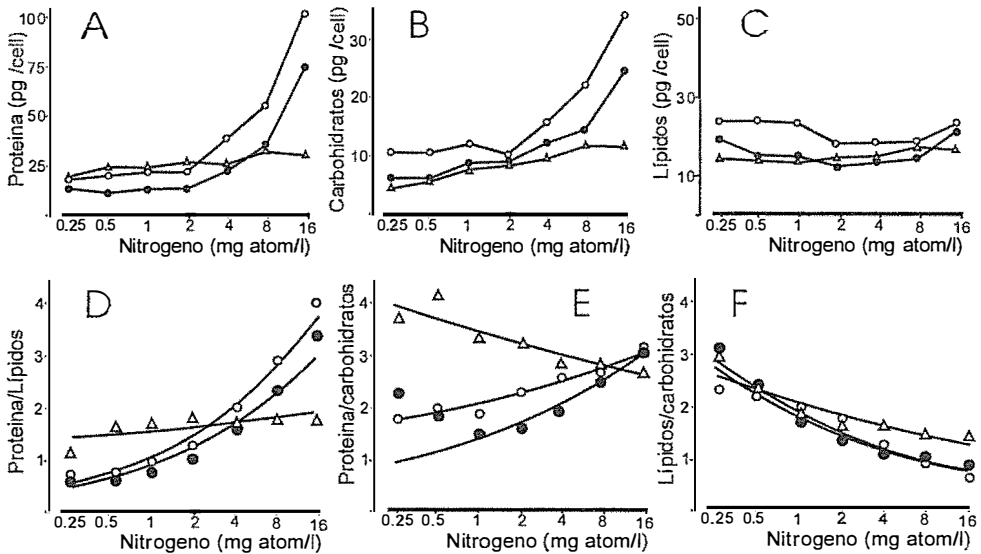 A
Proteina (pg /cell)
100
75
50
25
0.25 0.5 1 2 4 8 16
Nitrogeno (mg atom/l)
B
Carbohidratos (pg /cell)
30
20
10
0.25 0.5 1 2 4 8 16
Nitrogeno (mg atom/l)
C
Lípidos (pg /cell)
50
30
10
0.25 0.5 1 2 4 8 16
Nitrogeno (mg atom/l)
D
Proteina/Lípidos
4
3
2
1
0.25 0.5 1 2 4 8 16
Nitrogeno (mg atom/l)
E
Proteina/carbohidratos
4
3
2
1
0.25 0.5 1 2 4 8 16
Nitrogeno (mg atom/l)
F
Lípidos/carbohidratos
4
3
2
1
0.25 0.5 1 2 4 8 16
Nitrogeno (mg atom/l)